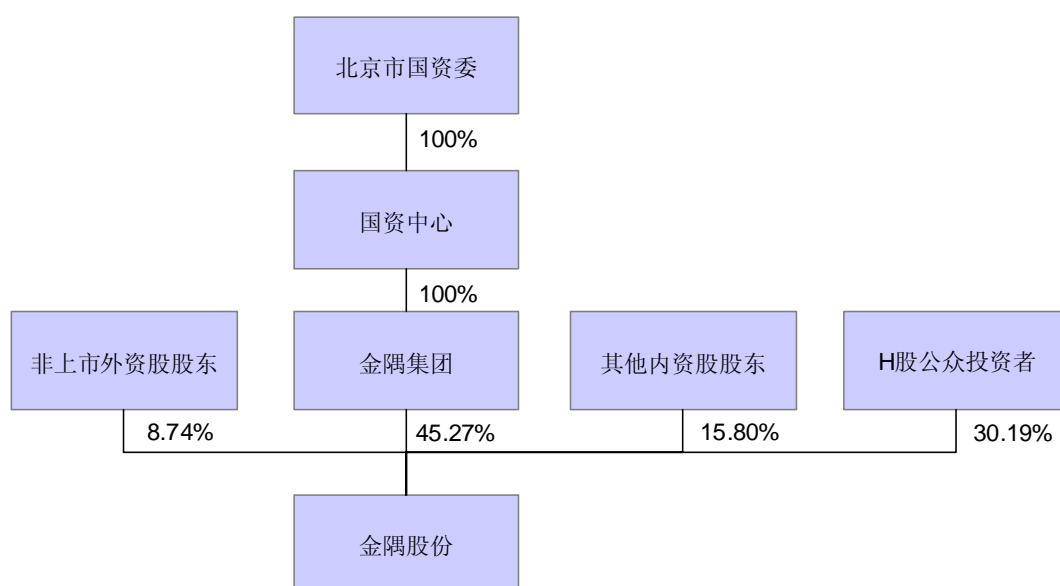 北京市国资委
100%
国资中心
100%
非上市外资股股东
金隅集团
其他内资股股东
H股公众投资者
8.74%
45.27%
15.80%
30.19%
金隅股份